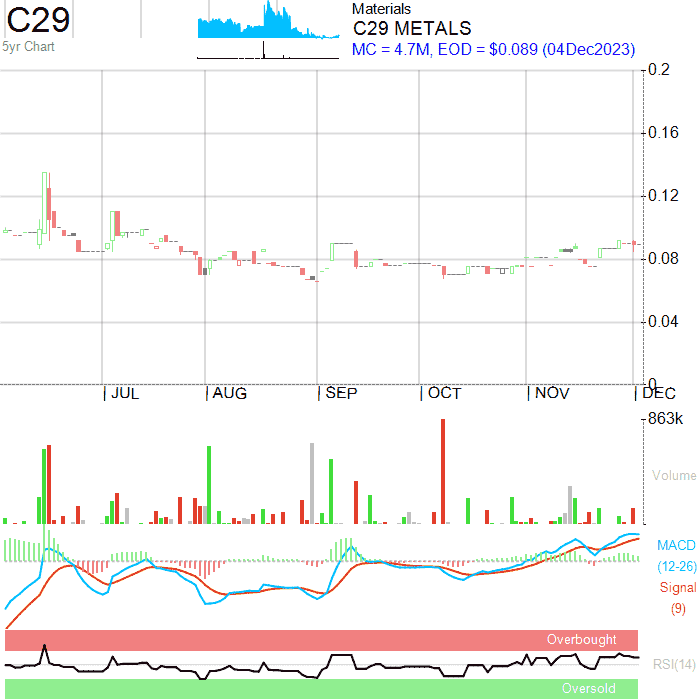 C29
5yr Chart
Materials
C29 METALS
MC = 4.7M, EOD = $0.089 (04Dec2023)
0.2
0.16
0.12
0.08
0.04
0
JUL AUG SEP OCT NOV DEC
863k
Volume
MACD
(12-26)
Signal
(9)
Overbought
RSI(14)
Oversold